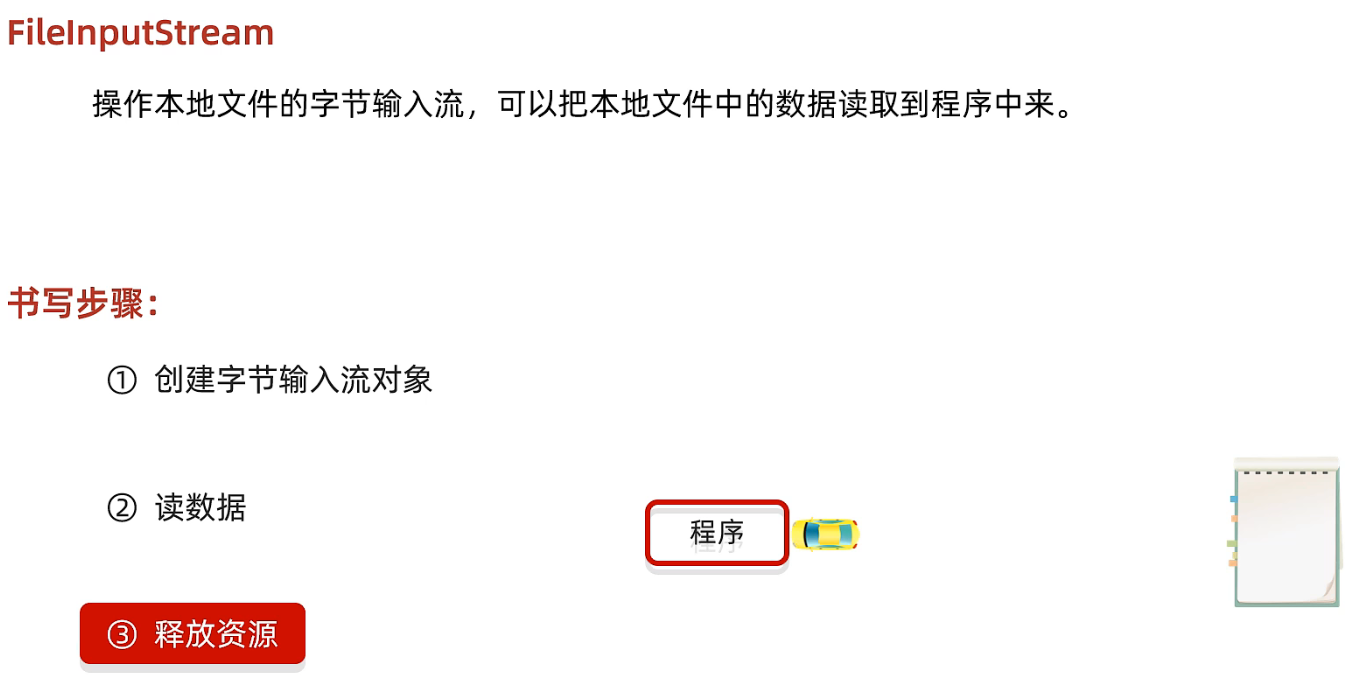 FileInputStream
操作本地文件的字节输入流，可以把本地文件中的数据读取到程序中来。
书写步骤：
① 创建字节输入流对象
② 读数据
程序
③ 释放资源